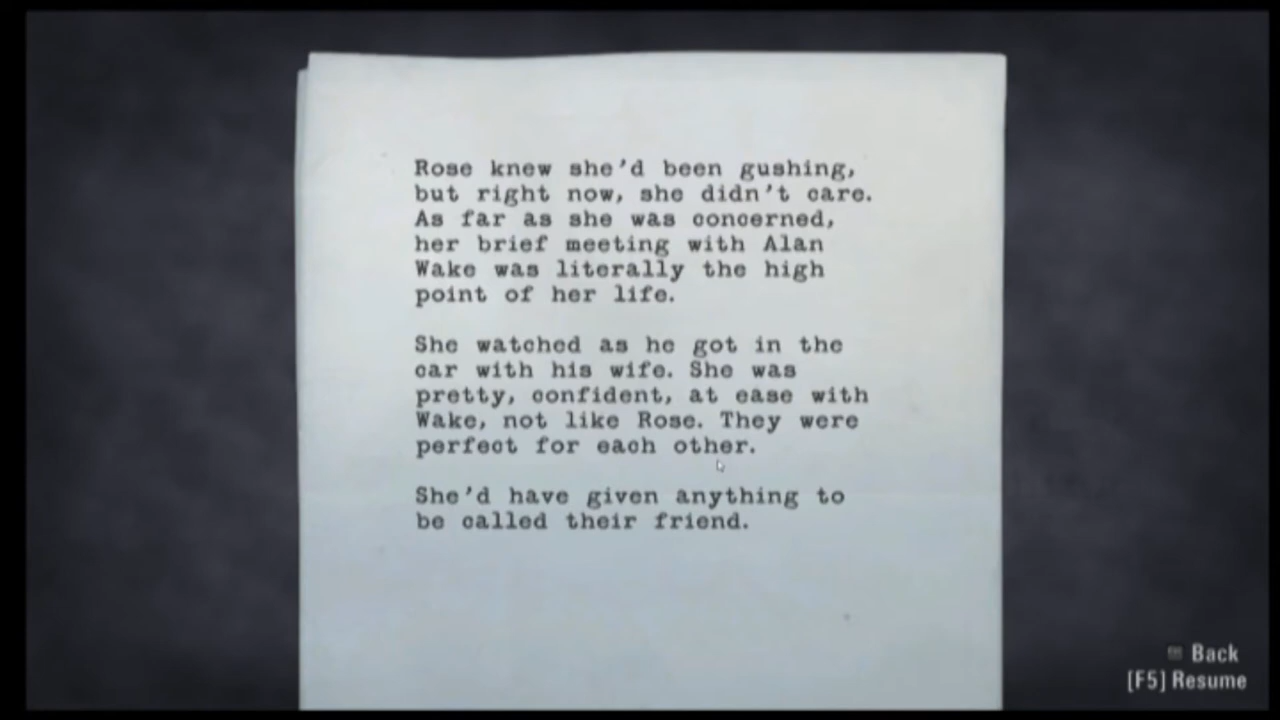 Rose knew she'd been gushing,
but right now, she didn't care.
As far as she was concerned,
her brief meeting with Alan
Wake was literally the high
point of her life.
She watched as he got in the
car with his wife. She was
pretty, confident, at ease with
Wake, not like Rose. They were
perfect for each other.
She'd have given anything to
be called their friend.
Back
[F5] Resume